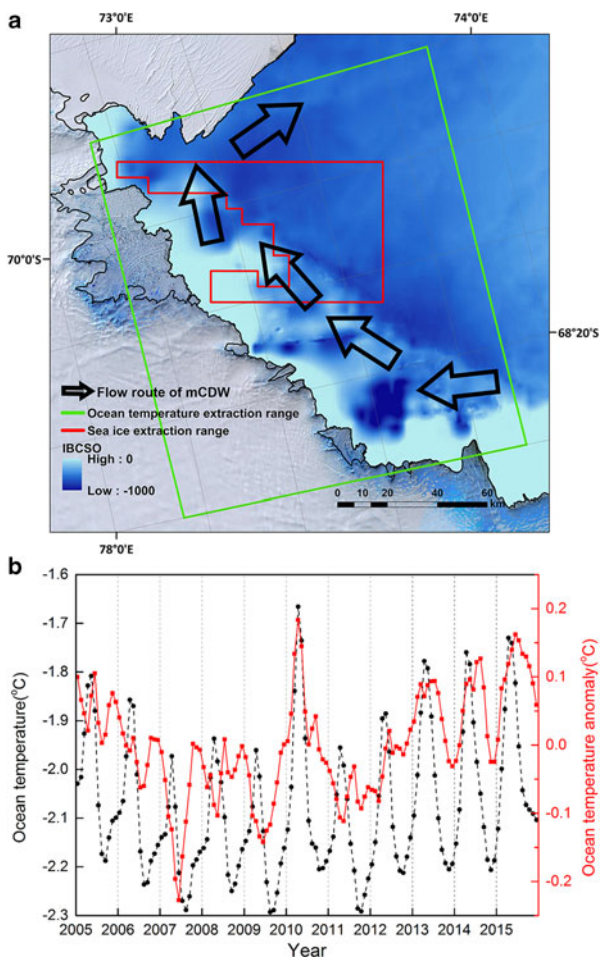 a
73°0'E 74°0'E
70°0'S
68°20'S
Flow route of mCDW
Ocean temperature extraction range
Sea ice extraction range
IBCSO
High : 0
Low : -1000
0 10 20 40 60
km
78°0'E
b
-1.6
-1.7
-1.8
-1.9
-2.0
-2.1
-2.2
-2.3
Ocean temperature(°C)
0.2
0.1
0.0
-0.1
-0.2
Ocean temperature anomaly(°C)
2005 2006 2007 2008 2009 2010 2011 2012 2013 2014 2015
Year